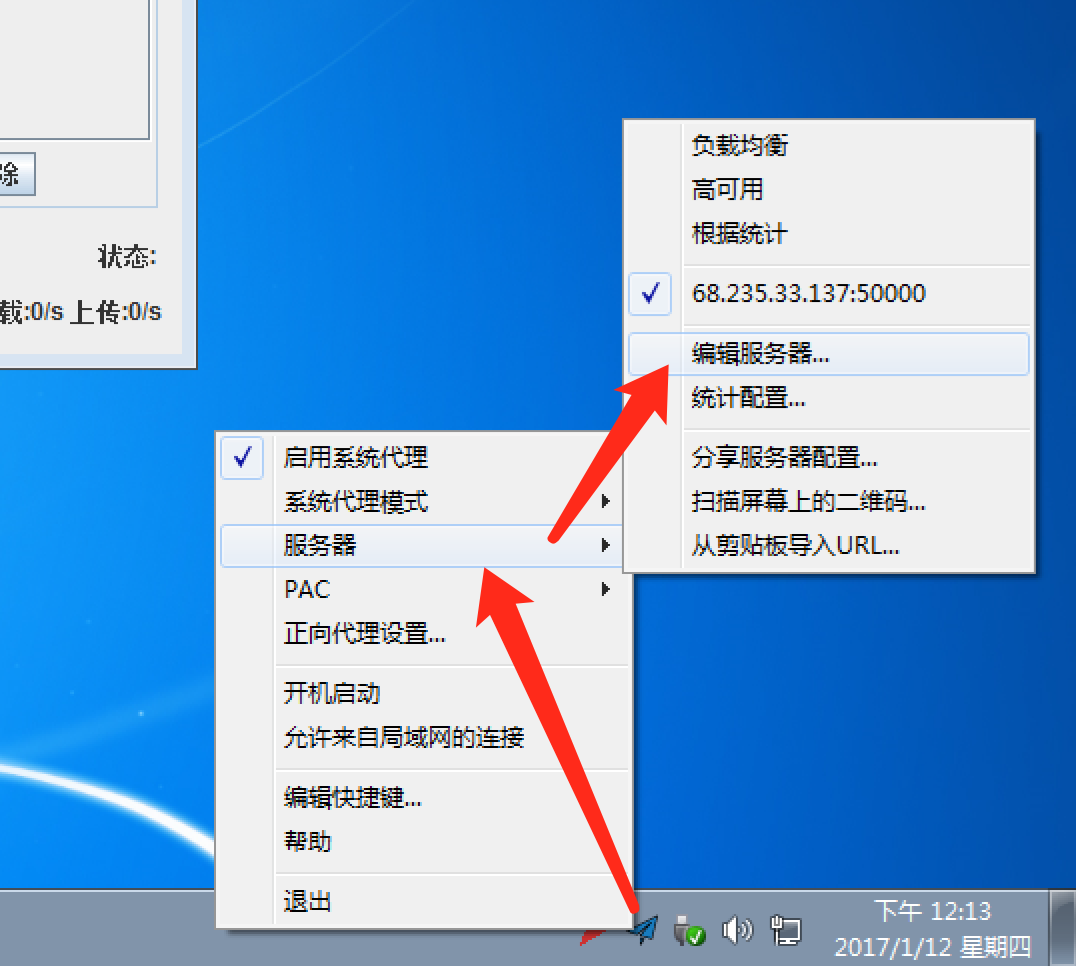 除
状态:
载:0/s 上传:0/s
负载均衡
高可用
根据统计
68.235.33.137:50000
编辑服务器...
统计配置...
分享服务器配置...
扫描屏幕上的二维码...
从剪贴板导入URL...
启用系统代理
系统代理模式
服务器
PAC
正向代理设置...
开机启动
允许来自局域网的连接
编辑快捷键...
帮助
退出
下午 12:13
2017/1/12 星期四